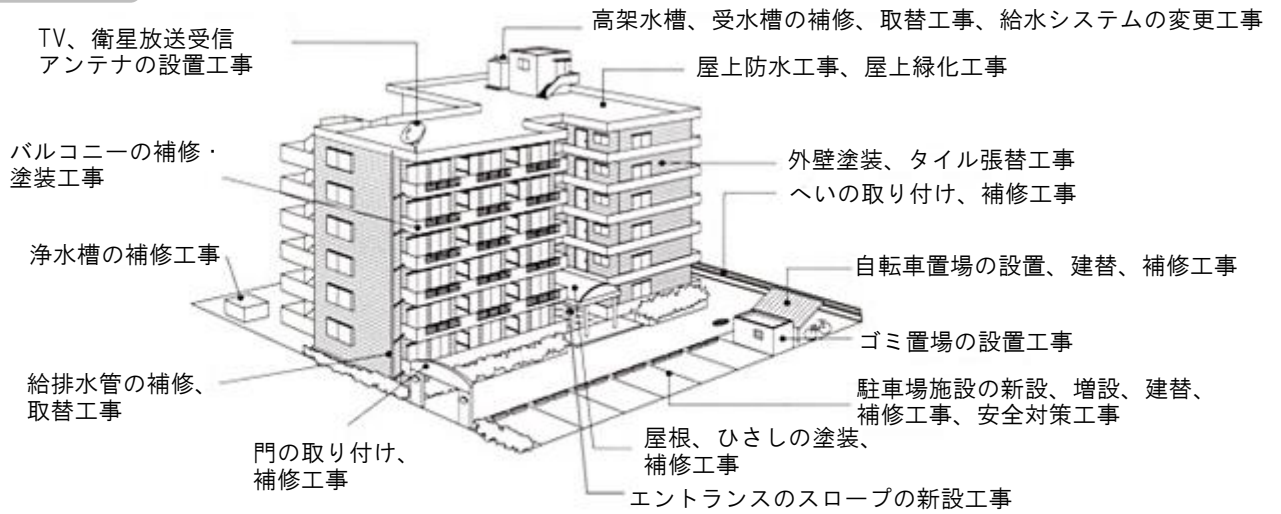 高架水槽、受水槽の補修、取替工事、給水システムの変更工事
TV、衛星放送受信
アンテナの設置工事
屋上防水工事、屋上緑化工事
バルコニーの補修・
塗装工事
外壁塗装、タイル張替工事
へいの取り付け、補修工事
浄水槽の補修工事
自転車置場の設置、建替、補修工事
ゴミ置場の設置工事
給排水管の補修、
取替工事
駐車場施設の新設、増設、建替、
補修工事、安全対策工事
門の取り付け、
補修工事
屋根、ひさしの塗装、
補修工事
エントランスのスロープの新設工事